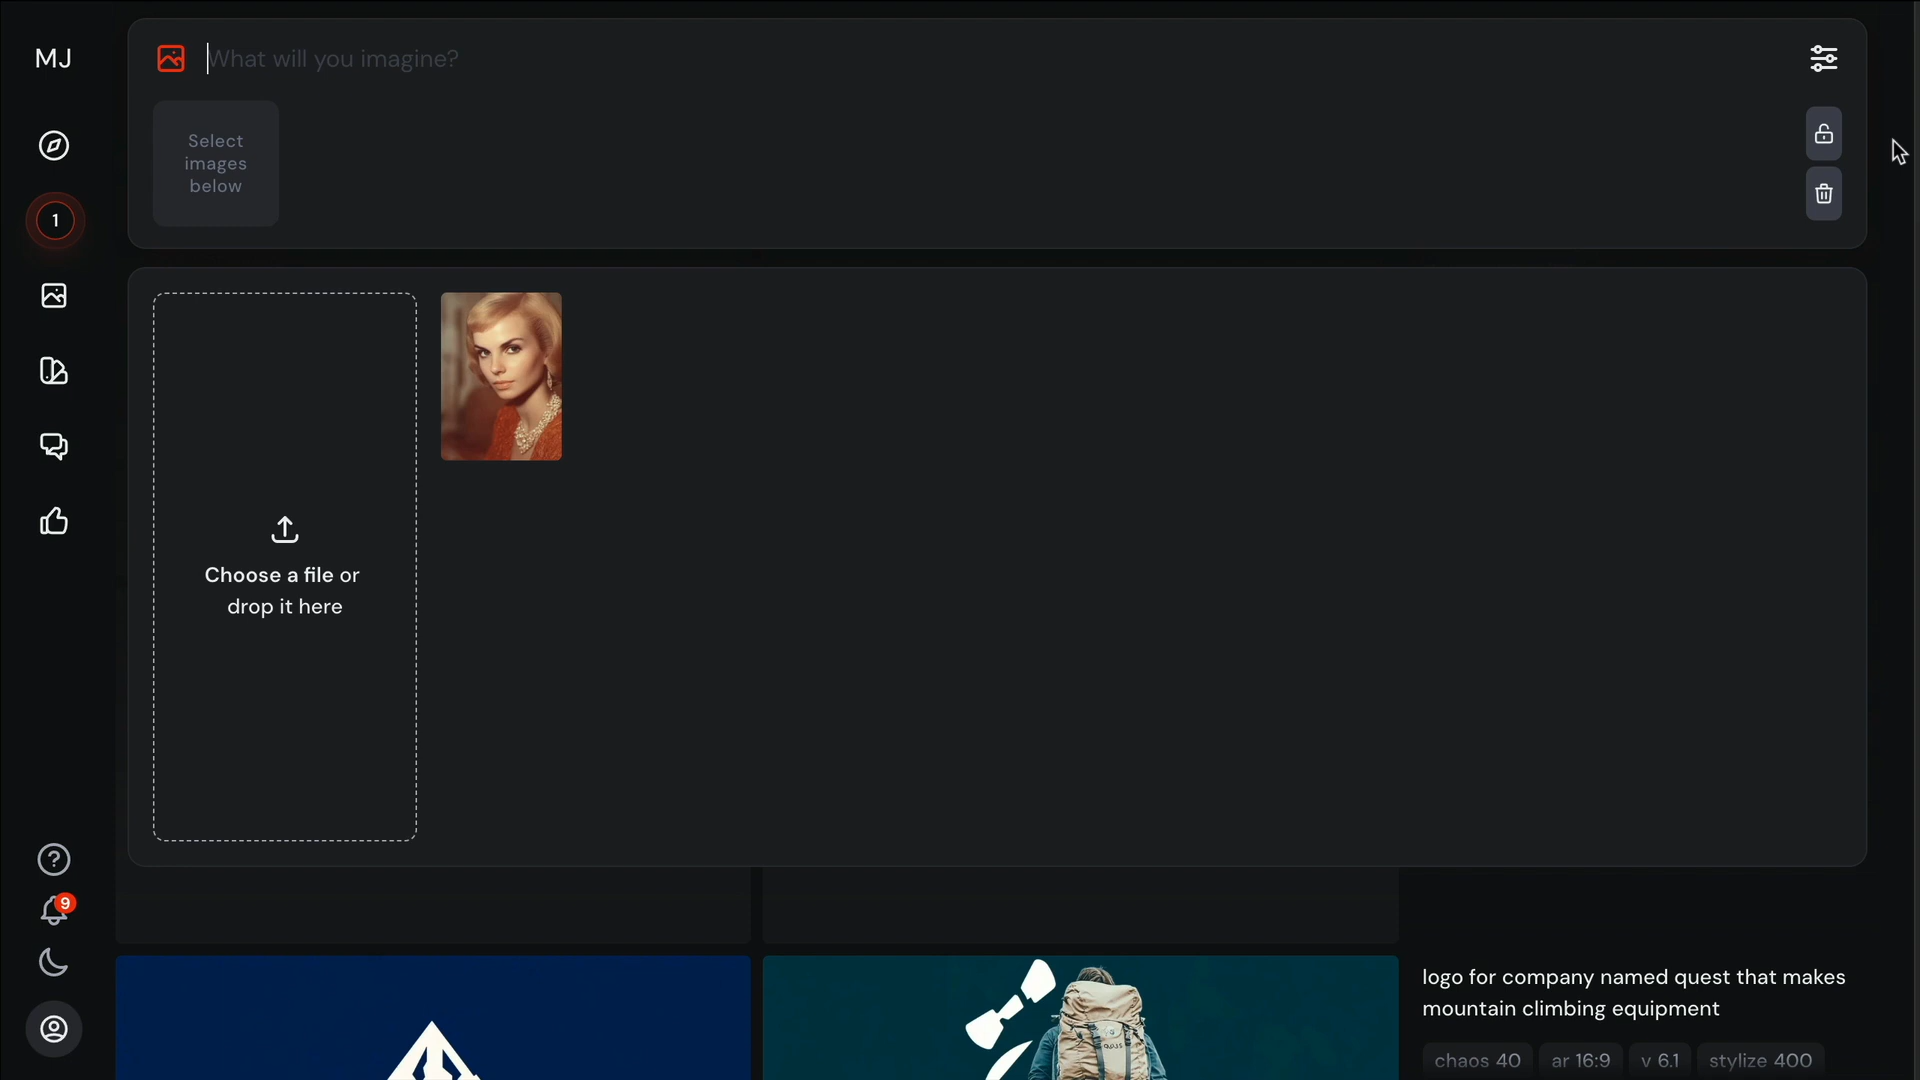 MJ
What will you imagine?
Select
images
below
1
Choose a file or
drop it here
9
logo for company named quest that makes
mountain climbing equipment
chaos 40
ar 16:9
v 6.1
stylize 400